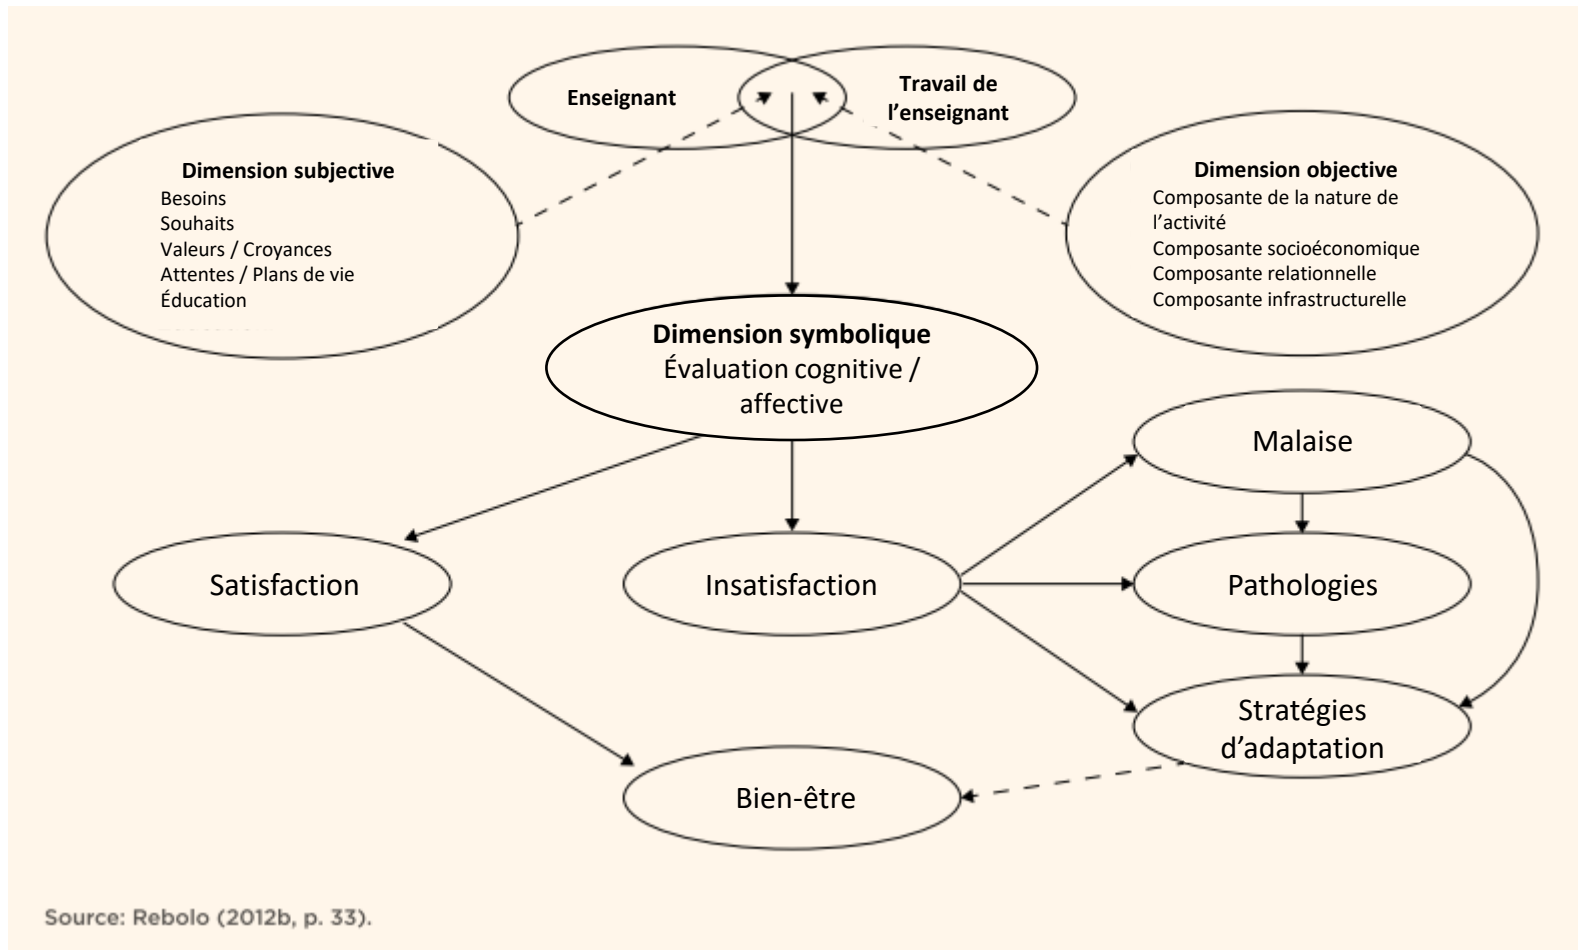 Enseignant
Travail de
l'enseignant
Dimension subjective
Besoins
Souhaits
Valeurs / Croyances
Attentes / Plans de vie
Éducation
Dimension objective
Composante de la nature de
l'activité
Composante socioéconomique
Composante relationnelle
Composante infrastructurelle
Dimension symbolique
Évaluation cognitive /
affective
Malaise
Satisfaction
Insatisfaction
Pathologies
Stratégies
d'adaptation
Bien-être
Source: Rebolo (2012b, p. 33).